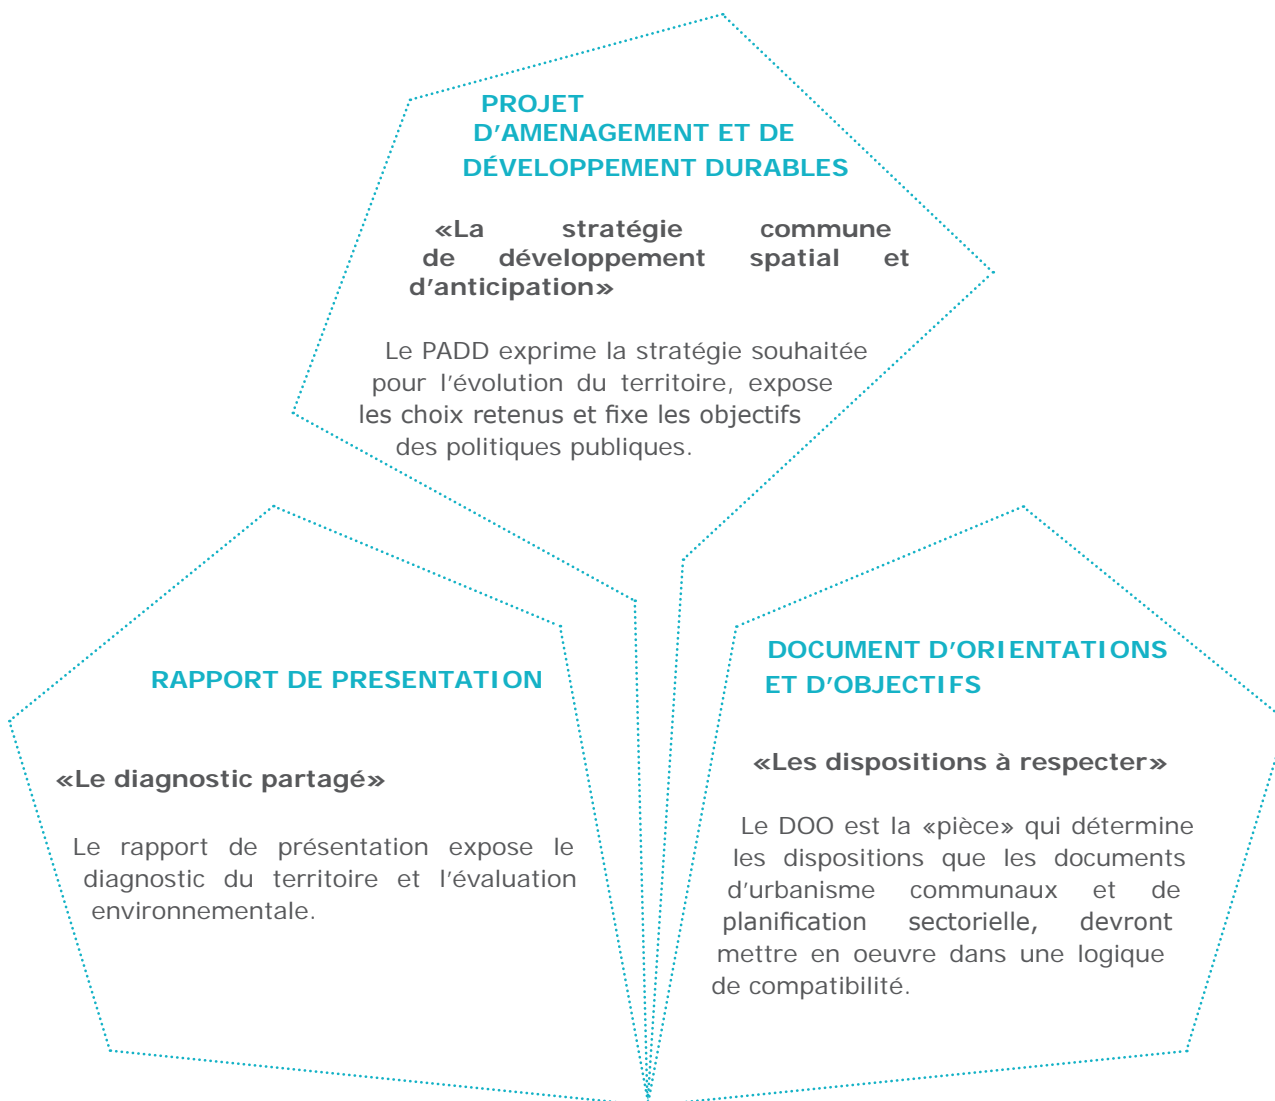 PROJET
D'AMENAGEMENT ET DE
DÉVELOPPEMENT DURABLES
«La stratégie commune
de développement spatial et
d'anticipation»
Le PADD exprime la stratégie souhaitée
pour l'évolution du territoire, expose
les choix retenus et fixe les objectifs
des politiques publiques.
RAPPORT DE PRESENTATION
«Le diagnostic partagé»
Le rapport de présentation expose le
diagnostic du territoire et l'évaluation
environnementale.
DOCUMENT D'ORIENTATIONS
ET D'OBJECTIFS
«Les dispositions à respecter»
Le DOO est la «pièce» qui détermine
les dispositions que les documents
d'urbanisme communaux et de
planification sectorielle, devront
mettre en oeuvre dans une logique
de compatibilité.